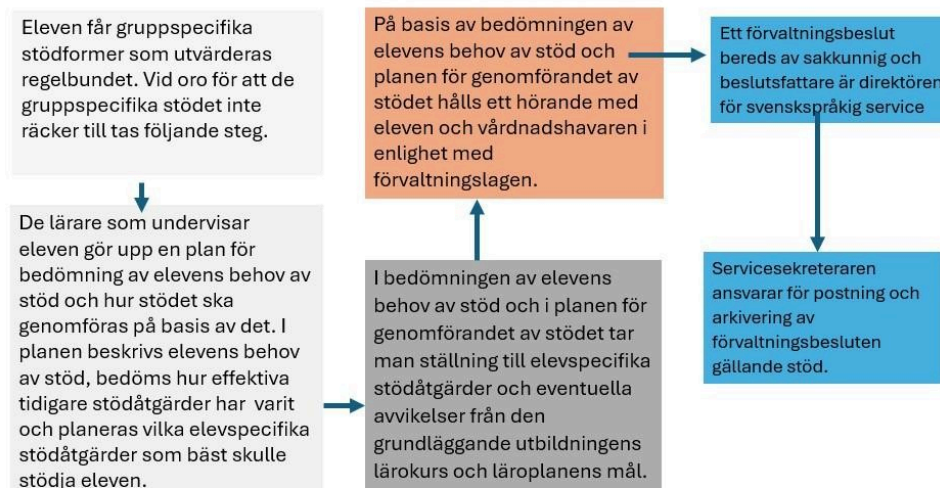 Eleven får gruppspecifika
stödformer som utvärderas
regelbundet. Vid oro för att de
gruppspecifika stödet inte
räcker till tas följande steg.
De lärare som undervisar
eleven gör upp en plan för
bedömning av elevens behov av
stöd och hur stödet ska
genomföras på basis av det. I
planen beskrivs elevens behov
av stöd, bedöms hur effektiva
tidigare stödåtgärder har varit
och planeras vilka elevspecifika
stödåtgärder som bäst skulle
stödja eleven.
I bedömningen av elevens
behov av stöd och i planen för
genomförandet av stödet tar
man ställning till elevspecifika
stödåtgärder och eventuella
avvikelser från den
grundläggande utbildningens
lärokurs och läroplanens mål.
På basis av bedömningen av
elevens behov av stöd och
planen för genomförandet av
stödet hålls ett hörande med
eleven och vårdnadshavaren i
enlighet med
förvaltningslagen.
Ett förvaltningsbeslut
bereds av sakkunnig och
beslutsfattare är direktören
för svenskspråkig service
Servicesekreteraren
ansvarar för postning och
arkivering av
förvaltningsbesluten
gällande stöd.